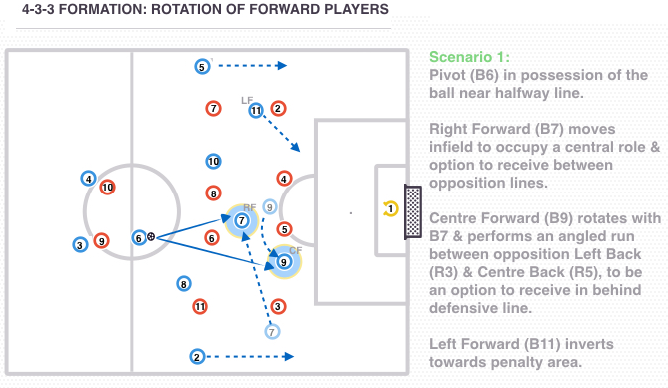 4-3-3 FORMATION: ROTATION OF FORWARD PLAYERS
5
7
LF
11
2
10
4
10
4
8
RF
7
9
1
3
9
6
6
5
CF
9
8
11
3
7
2
Scenario 1:
Pivot (B6) in possession of the
ball near halfway line.
Right Forward (B7) moves
infield to occupy a central role &
option to receive between
opposition lines.
Centre Forward (B9) rotates with
B7 & performs an angled run
between opposition Left Back
(R3) & Centre Back (R5), to be
an option to receive in behind
defensive line.
Left Forward (B11) inverts
towards penalty area.